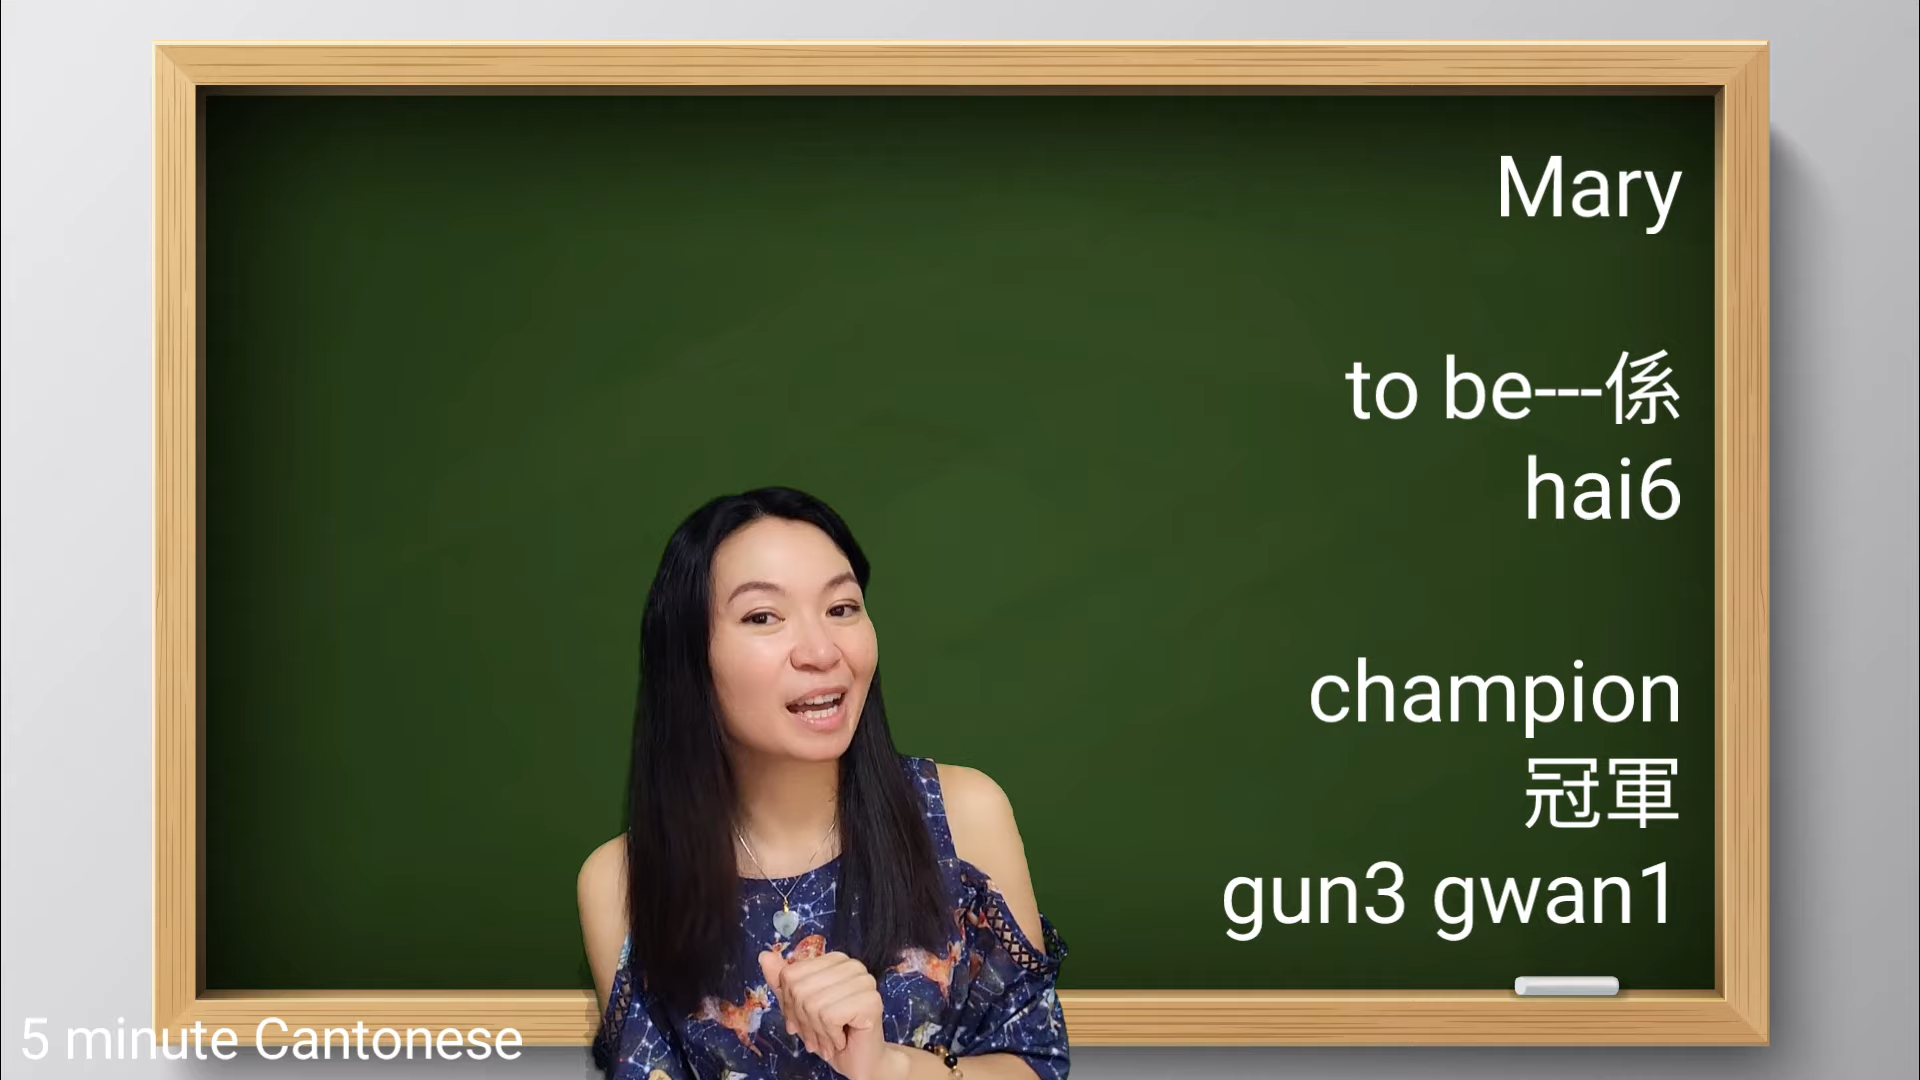 Mary
to be---係
hai6
champion
冠軍
gun3 gwan1
5 minute Cantonese